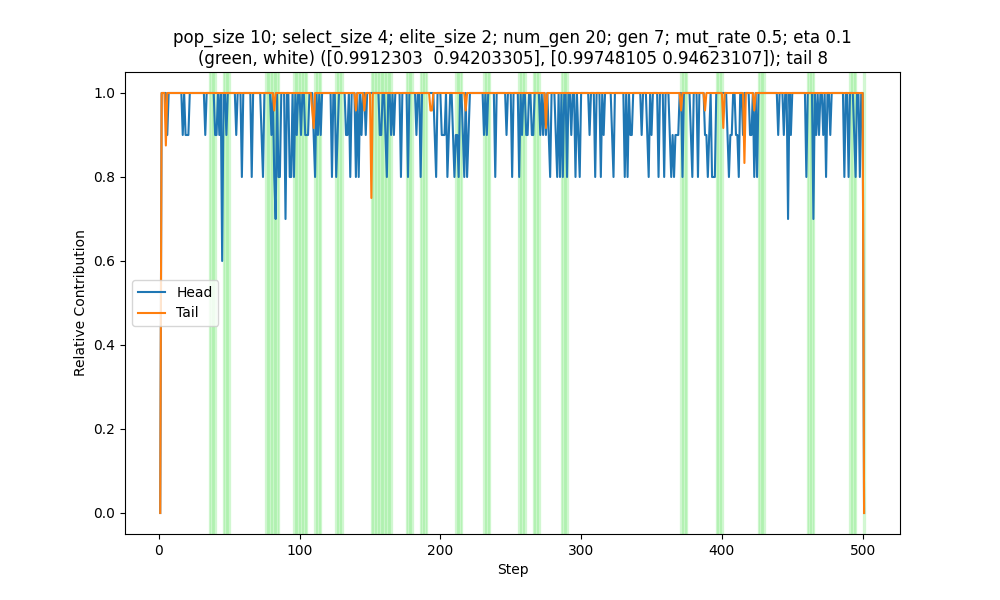 pop_size 10; select_size 4; elite_size 2; num_gen 20; gen 7; mut_rate 0.5; eta 0.1
(green, white) ([0.9912303  0.94203305], [0.99748105 0.94623107]); tail 8
1.0
0.8
0.6
0.4
0.2
0.0
Relative Contribution
Head
Tail
0
100
200
300
400
500
Step